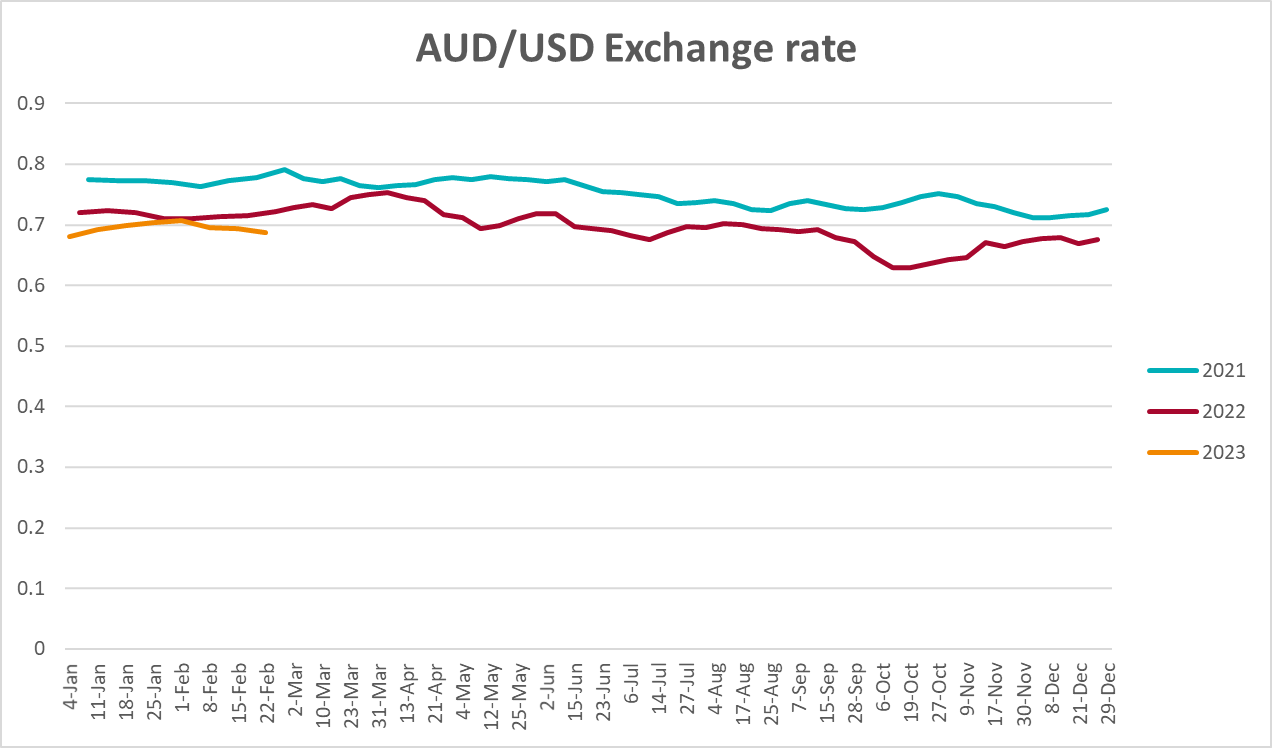 AUD/USD Exchange rate
0.9
0.8
0.7
0.6
0.5
0.4
0.3
0.2
0.1
0
2021
2022
2023
4-Jan
11-Jan
18-Jan
25-Jan
1-Feb
8-Feb
15-Feb
22-Feb
2-Mar
10-Mar
23-Mar
31-Mar
13-Apr
21-Apr
4-May
12-May
25-May
2-Jun
15-Jun
23-Jun
6-Jul
14-Jul
27-Jul
4-Aug
17-Aug
25-Aug
7-Sep
15-Sep
28-Sep
6-Oct
19-Oct
27-Oct
9-Nov
17-Nov
30-Nov
8-Dec
21-Dec
29-Dec